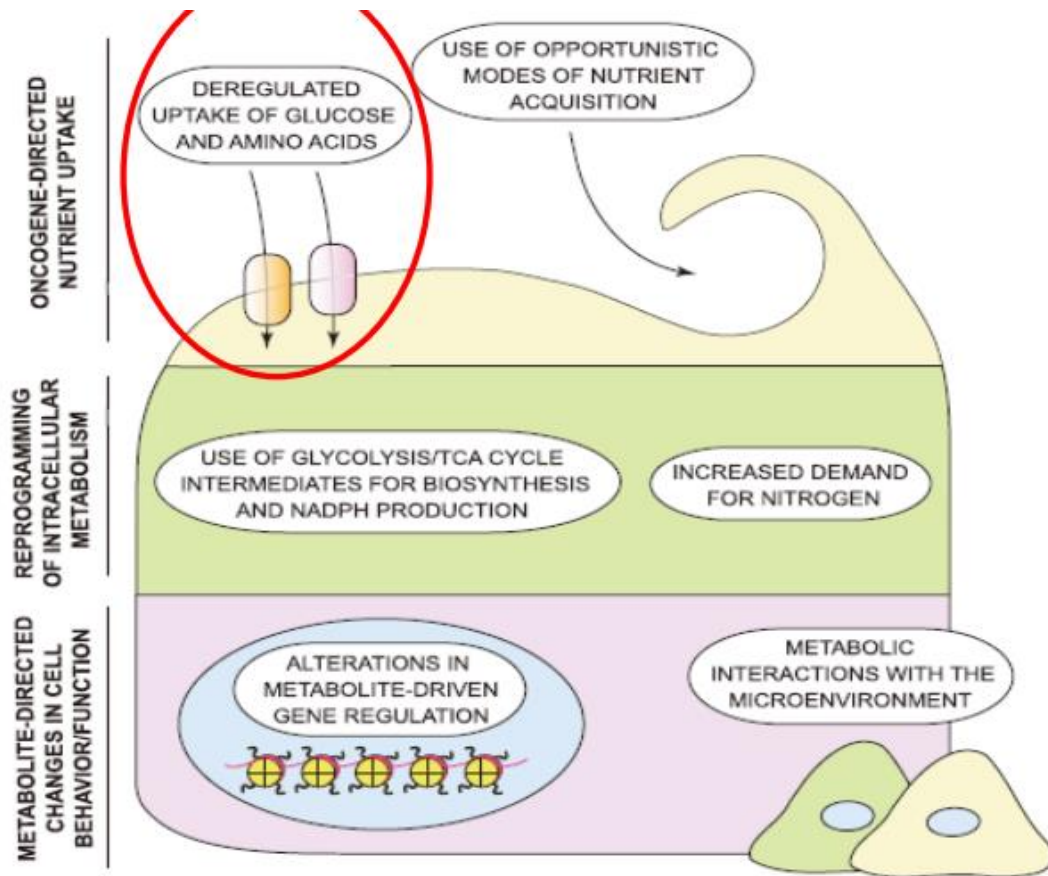 ONCOGENE-DIRECTED
NUTRIENT UPTAKE
DEREGULATED
UPTAKE OF GLUCOSE
AND AMINO ACIDS
USE OF OPPORTUNISTIC
MODES OF NUTRIENT
ACQUISITION
REPROGRAMMING
OF INTRACELLULAR
METABOLISM
USE OF GLYCOLYSIS/TCA CYCLE
INTERMEDIATES FOR BIOSYNTHESIS
AND NADPH PRODUCTION
INCREASED DEMAND
FOR NITROGEN
METABOLITE-DIRECTED
CHANGES IN CELL
BEHAVIOR/FUNCTION
ALTERATIONS IN
METABOLITE-DRIVEN
GENE REGULATION
METABOLIC
INTERACTIONS WITH THE
MICROENVIRONMENT